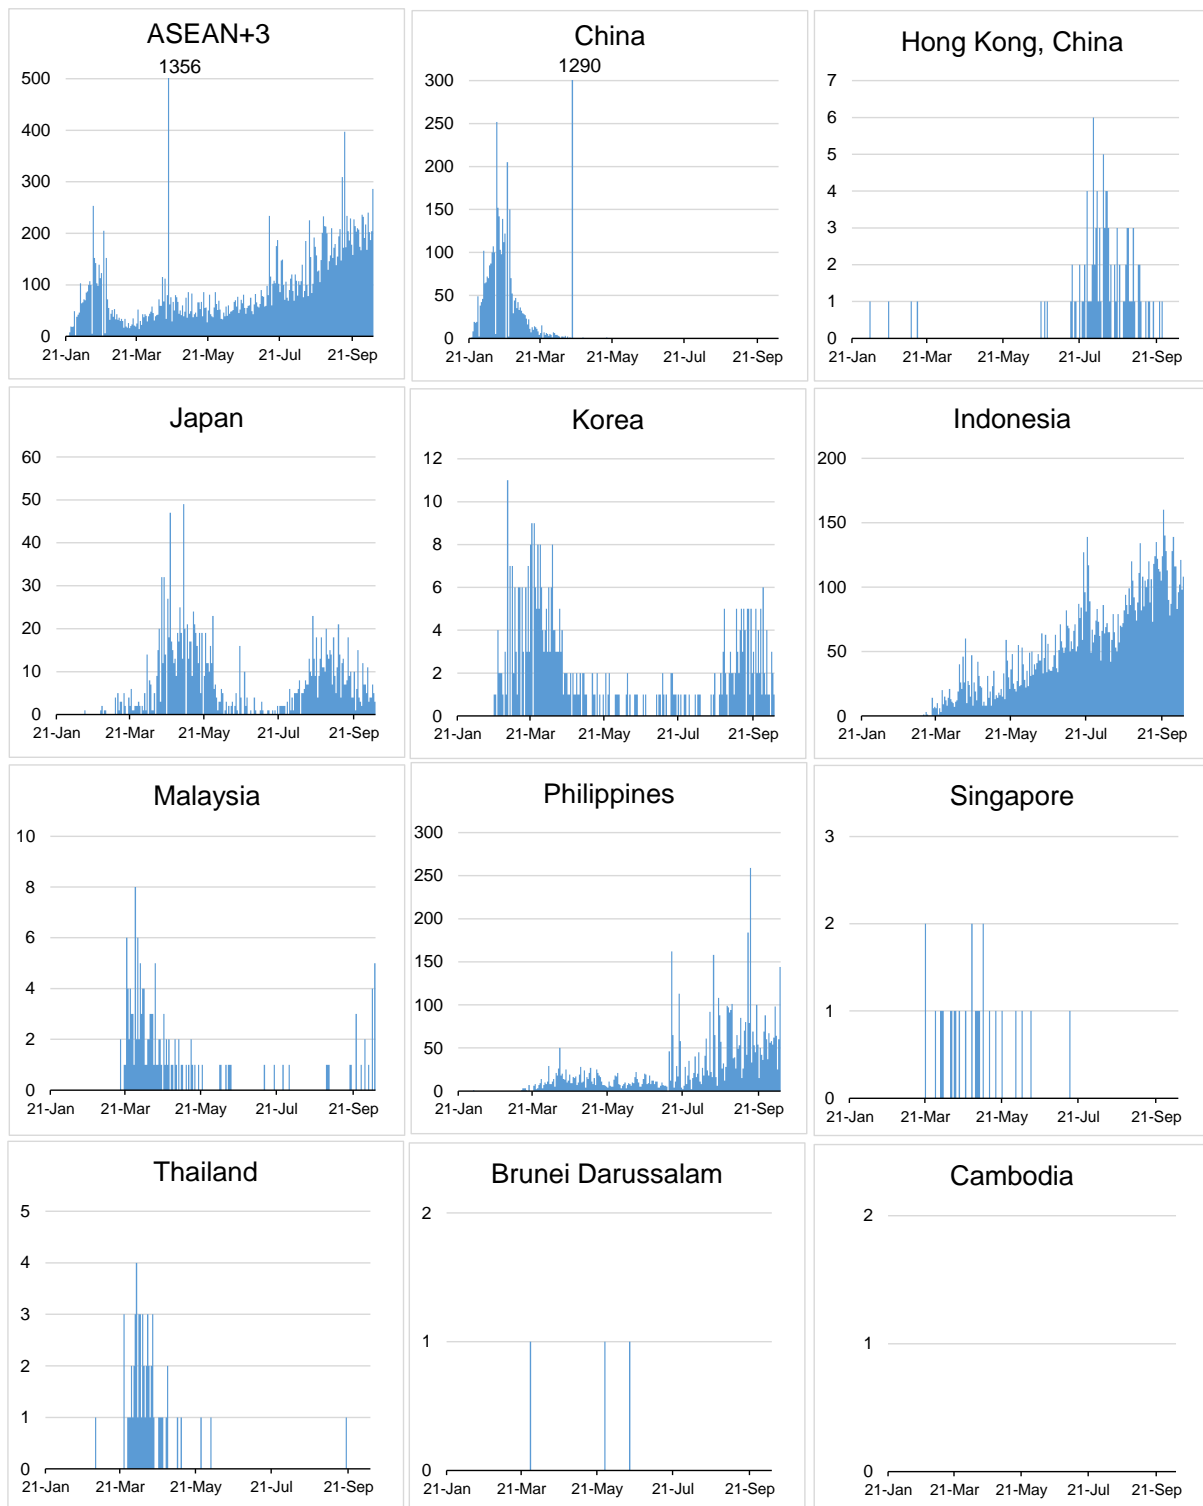 ASEAN+3
1356
500
400
300
200
100
0
21-Jan 21-Mar 21-May 21-Jul 21-Sep
China
1290
300
250
200
150
100
50
0
21-Jan 21-Mar 21-May 21-Jul 21-Sep
Hong Kong, China
7
6
5
4
3
2
1
0
21-Jan 21-Mar 21-May 21-Jul 21-Sep
Japan
60
50
40
30
20
10
0
21-Jan 21-Mar 21-May 21-Jul 21-Sep
Korea
12
10
8
6
4
2
0
21-Jan 21-Mar 21-May 21-Jul 21-Sep
Indonesia
200
150
100
50
0
21-Jan 21-Mar 21-May 21-Jul 21-Sep
Malaysia
10
8
6
4
2
0
21-Jan 21-Mar 21-May 21-Jul 21-Sep
Philippines
300
250
200
150
100
50
0
21-Jan 21-Mar 21-May 21-Jul 21-Sep
Singapore
3
2
1
0
21-Jan 21-Mar 21-May 21-Jul 21-Sep
Thailand
5
4
3
2
1
0
21-Jan 21-Mar 21-May 21-Jul 21-Sep
Brunei Darussalam
2
1
0
21-Jan 21-Mar 21-May 21-Jul 21-Sep
Cambodia
2
1
0
21-Jan 21-Mar 21-May 21-Jul 21-Sep